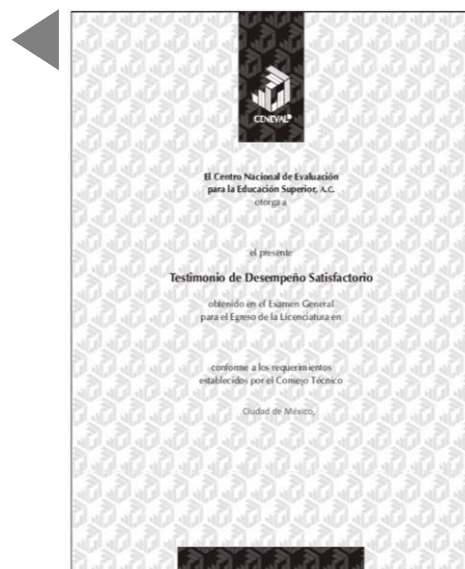 CENEVAL®
El Centro Nacional de Evaluación
para la Educación Superior, A.C.
otorga a
el presente
Testimonio de Desempeño Satisfactorio
obtenido en el Examen General
para el Egreso de la Licenciatura en
conforme a los requerimientos
establecidos por el Consejo Técnico
Ciudad de México,